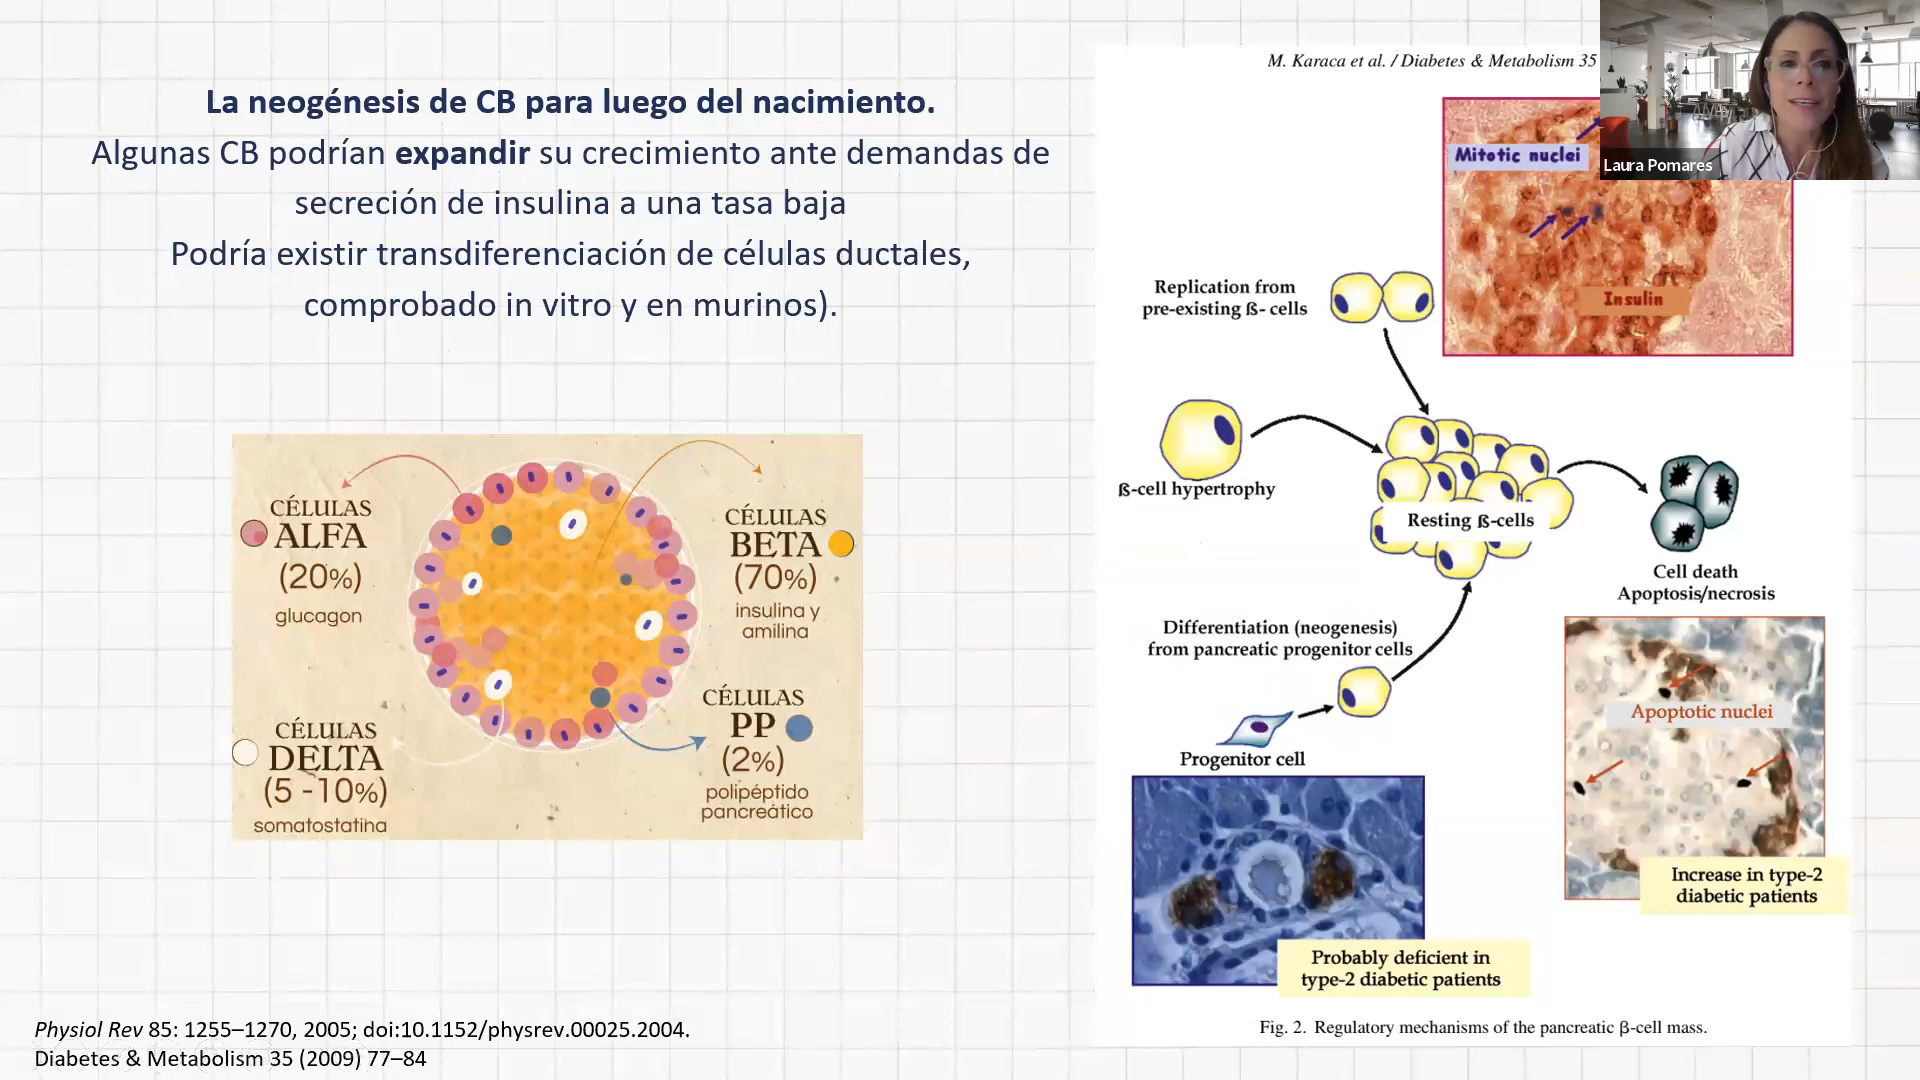 La neogénesis de CB para luego del nacimiento.
Algunas CB podrían expandir su crecimiento ante demandas de
secreción de insulina a una tasa baja
Podría existir transdiferenciación de células ductales,
comprobado in vitro y en murinos).
CÉLULAS
ALFA
(20%)
glucagon
CÉLULAS
BETA
(70%)
insulina y
amilina
CÉLULAS
DELTA
(5 -10%)
somatostatina
CÉLULAS
PP
(2%)
polipéptido
pancreático
Physiol Rev 85: 1255–1270, 2005; doi:10.1152/physrev.00025.2004.
Diabetes & Metabolism 35 (2009) 77–84
M. Karaca et al. / Diabetes & Metabolism 35
Laura Pomares
Mitotic nuclei
Insulin
Replication from
pre-existing ß- cells
ß-cell hypertrophy
Resting ß-cells
Cell death
Apoptosis/necrosis
Differentiation (neogenesis)
from pancreatic progenitor cells
Progenitor cell
Apoptotic nuclei
Increase in type-2
diabetic patients
Probably deficient in
type-2 diabetic patients
Fig. 2. Regulatory mechanisms of the pancreatic β-cell mass.